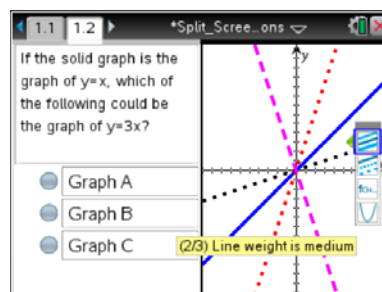 1.1 1.2 *Split_Scree...ons
If the solid graph is the
graph of y=x, which of
the following could be
the graph of y=3x?
Graph A
Graph B
Graph C
y
(2/3) Line weight is medium